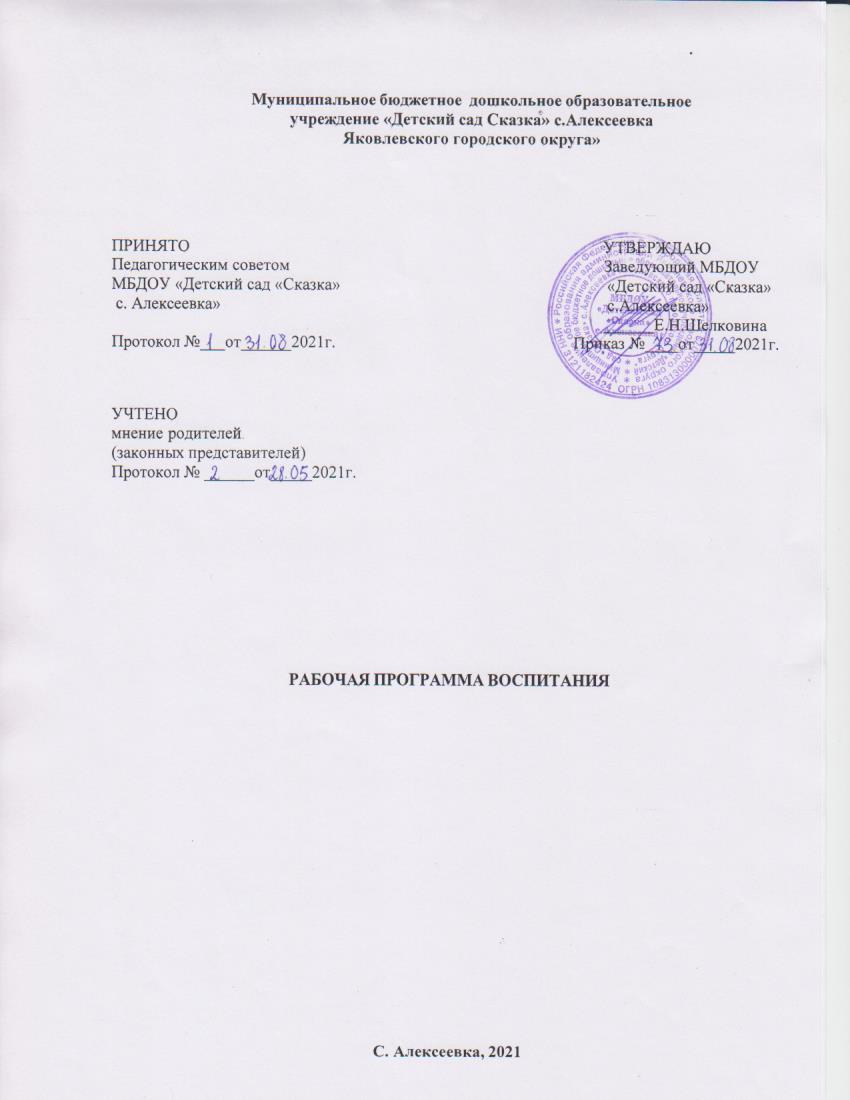 Муниципальное бюджетное дошкольное образовательное
учреждение «Детский сад Сказка» с.Алексеевка
Яковлевского городского округа»
ПРИНЯТО
Педагогическим советом
МБДОУ «Детский сад «Сказка»
с. Алексеевка»
Протокол № 1 от 31.08 2021г.
УТВЕРЖДАЮ
Заведующий МБДОУ
«Детский сад «Сказка»
с.Алексеевка»
Е.Н.Шелковина
Приказ № 73 от 31.08 2021г.
УЧТЕНО
мнение родителей
(законных представителей)
Протокол № 2 от 28.05 2021г.
РАБОЧАЯ ПРОГРАММА ВОСПИТАНИЯ
С. Алексеевка, 2021